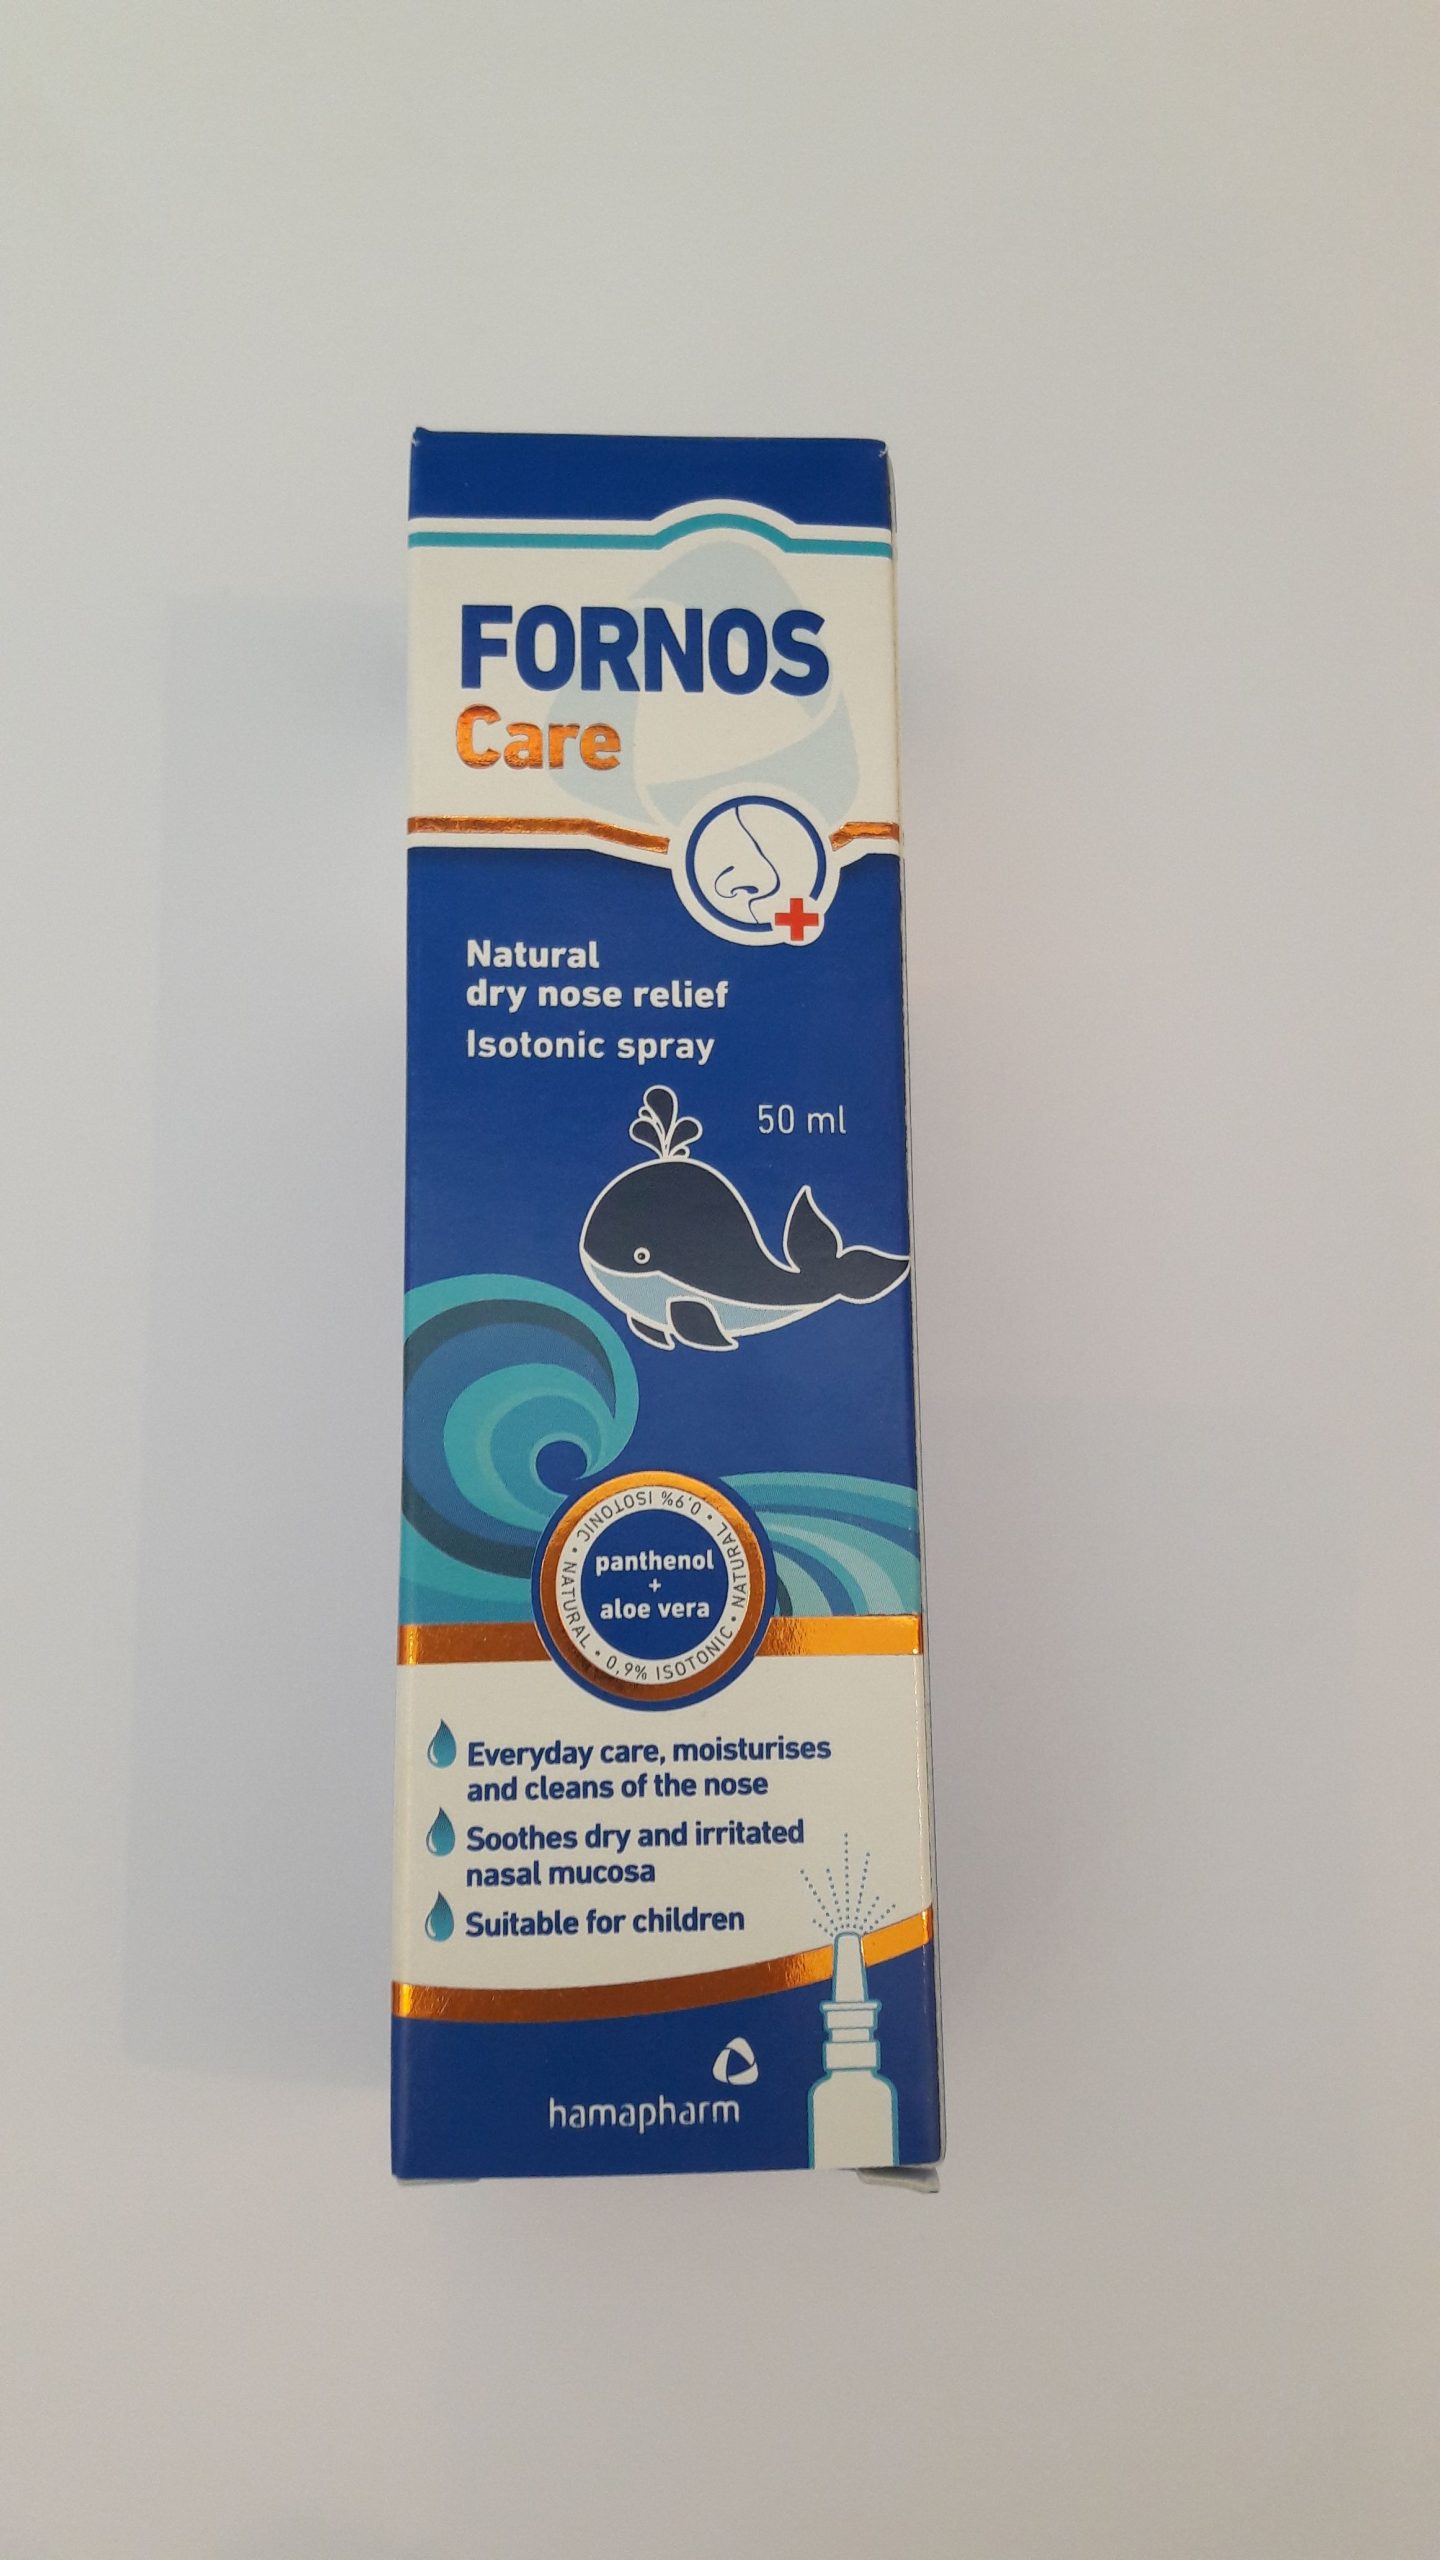 FORNOS
Care
Natural
dry nose relief
Isotonic spray
50 ml
NATURAL • 0,9% ISOTONIC • NATURAL • 0,9% ISOTONIC •
panthenol
+
aloe vera
Everyday care, moisturises
and cleans of the nose
Soothes dry and irritated
nasal mucosa
Suitable for children
hamapharm